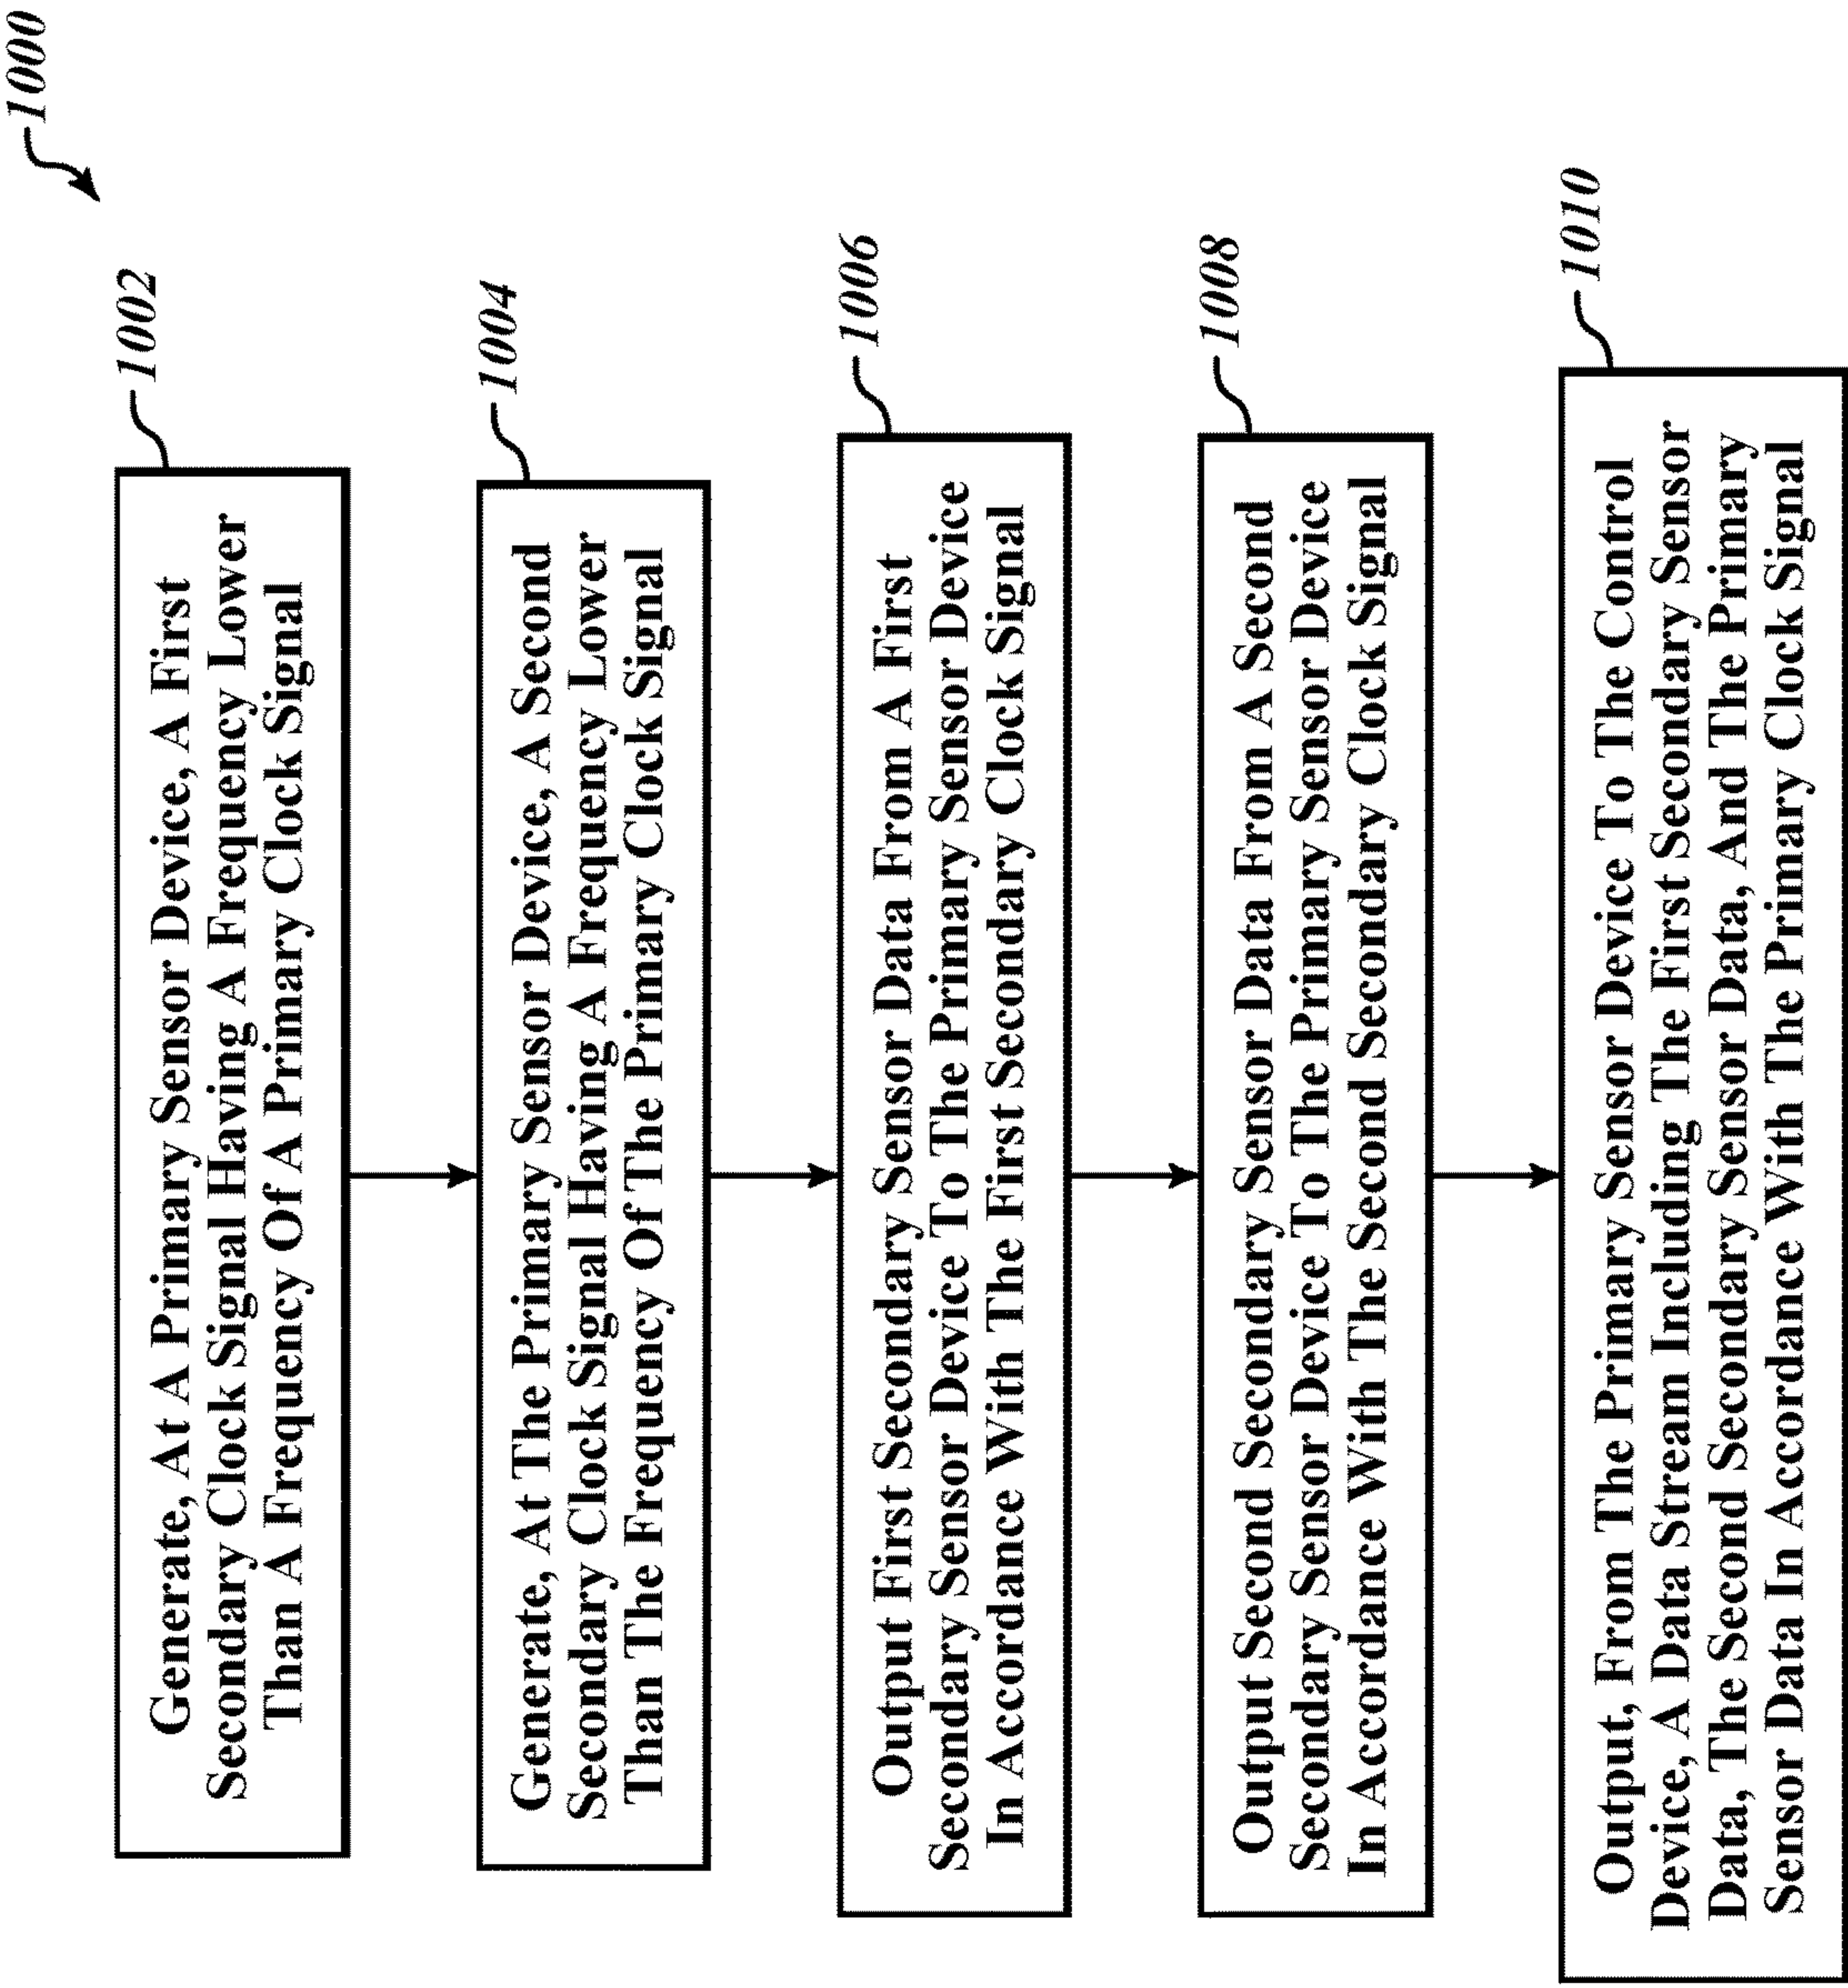 1000
1002
Generate, At A Primary Sensor Device, A First
Secondary Clock Signal Having A Frequency Lower
Than A Frequency Of A Primary Clock Signal
1004
Generate, At The Primary Sensor Device, A Second
Secondary Clock Signal Having A Frequency Lower
Than The Frequency Of The Primary Clock Signal
1006
Output First Secondary Sensor Data From A First
Secondary Sensor Device To The Primary Sensor Device
In Accordance With The First Secondary Clock Signal
1008
Output Second Secondary Sensor Data From A Second
Secondary Sensor Device To The Primary Sensor Device
In Accordance With The Second Secondary Clock Signal
1010
Output, From The Primary Sensor Device To The Control
Device, A Data Stream Including The First Secondary Sensor
Data, The Second Secondary Sensor Data, And The Primary
Sensor Data In Accordance With The Primary Clock Signal